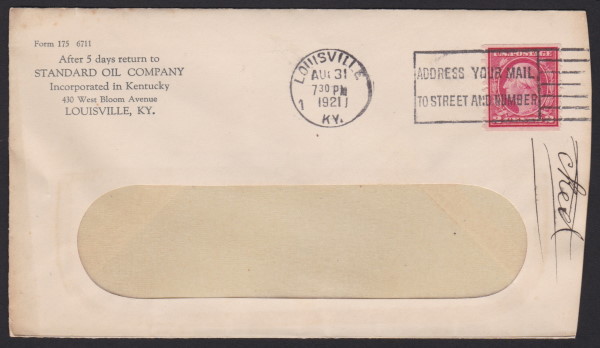 Form 175 6711
After 5 days return to
STANDARD OIL COMPANY
Incorporated in Kentucky
430 West Bloom Avenue
LOUISVILLE, KY.
LOUISVILLE
AUG 31
730 PM
1921
1
KY.
ADDRESS YOUR MAIL
TO STREET AND NUMBER
U.S. POSTAGE